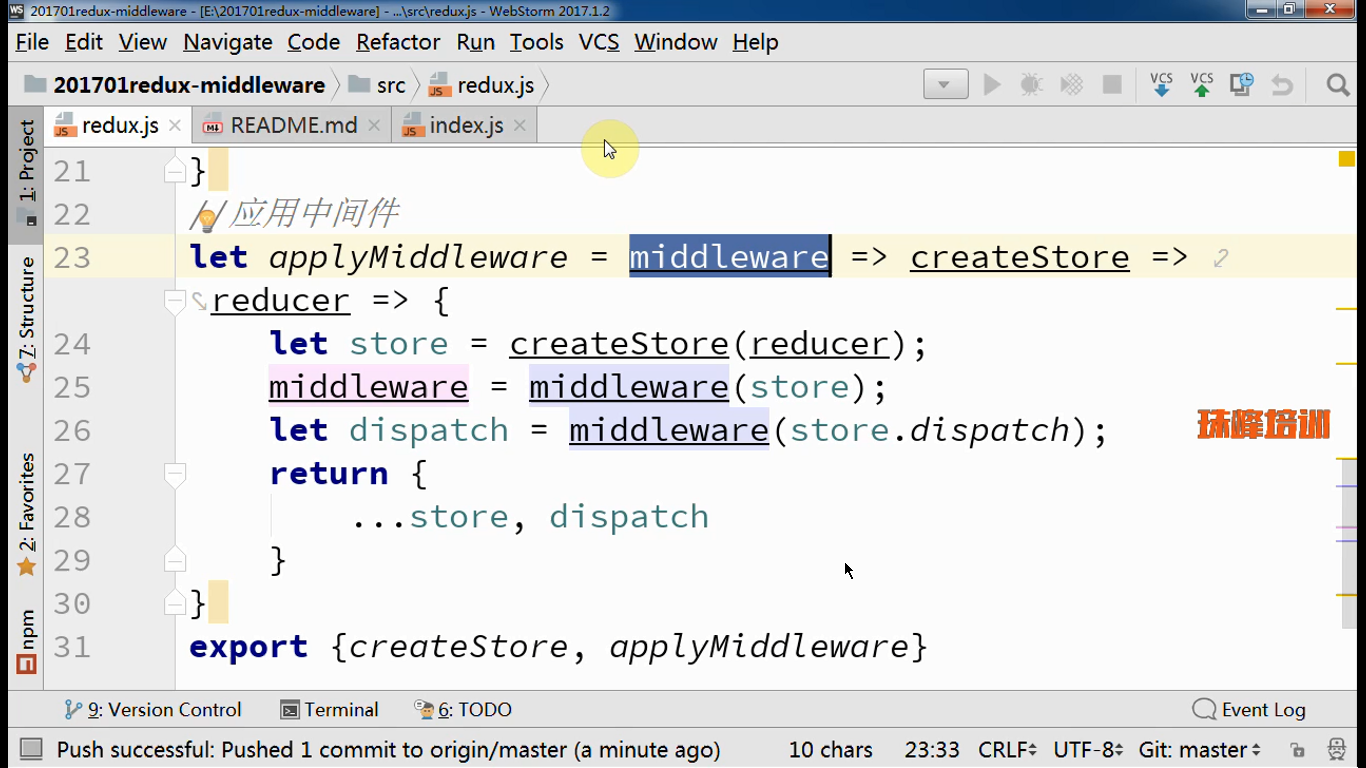 201701redux-middleware - [E:\201701redux-middleware] - ...\src\redux.js - WebStorm 2017.1.2
File Edit View Navigate Code Refactor Run Tools VCS Window Help
201701redux-middleware src redux.js VCS VCS
redux.js README.md index.js
1: Project
7: Structure
2: Favorites
npm
21 }
22 //应用中间件
23 let applyMiddleware = middleware => createStore =>
reducer => {
24 let store = createStore(reducer);
25 middleware = middleware(store);
26 let dispatch = middleware(store.dispatch);
27 return {
28 ...store, dispatch
29 }
30 }
31 export {createStore, applyMiddleware}
珠峰培训
9: Version Control Terminal 6: TODO Event Log
Push successful: Pushed 1 commit to origin/master (a minute ago) 10 chars 23:33 CRLF UTF-8 Git: master